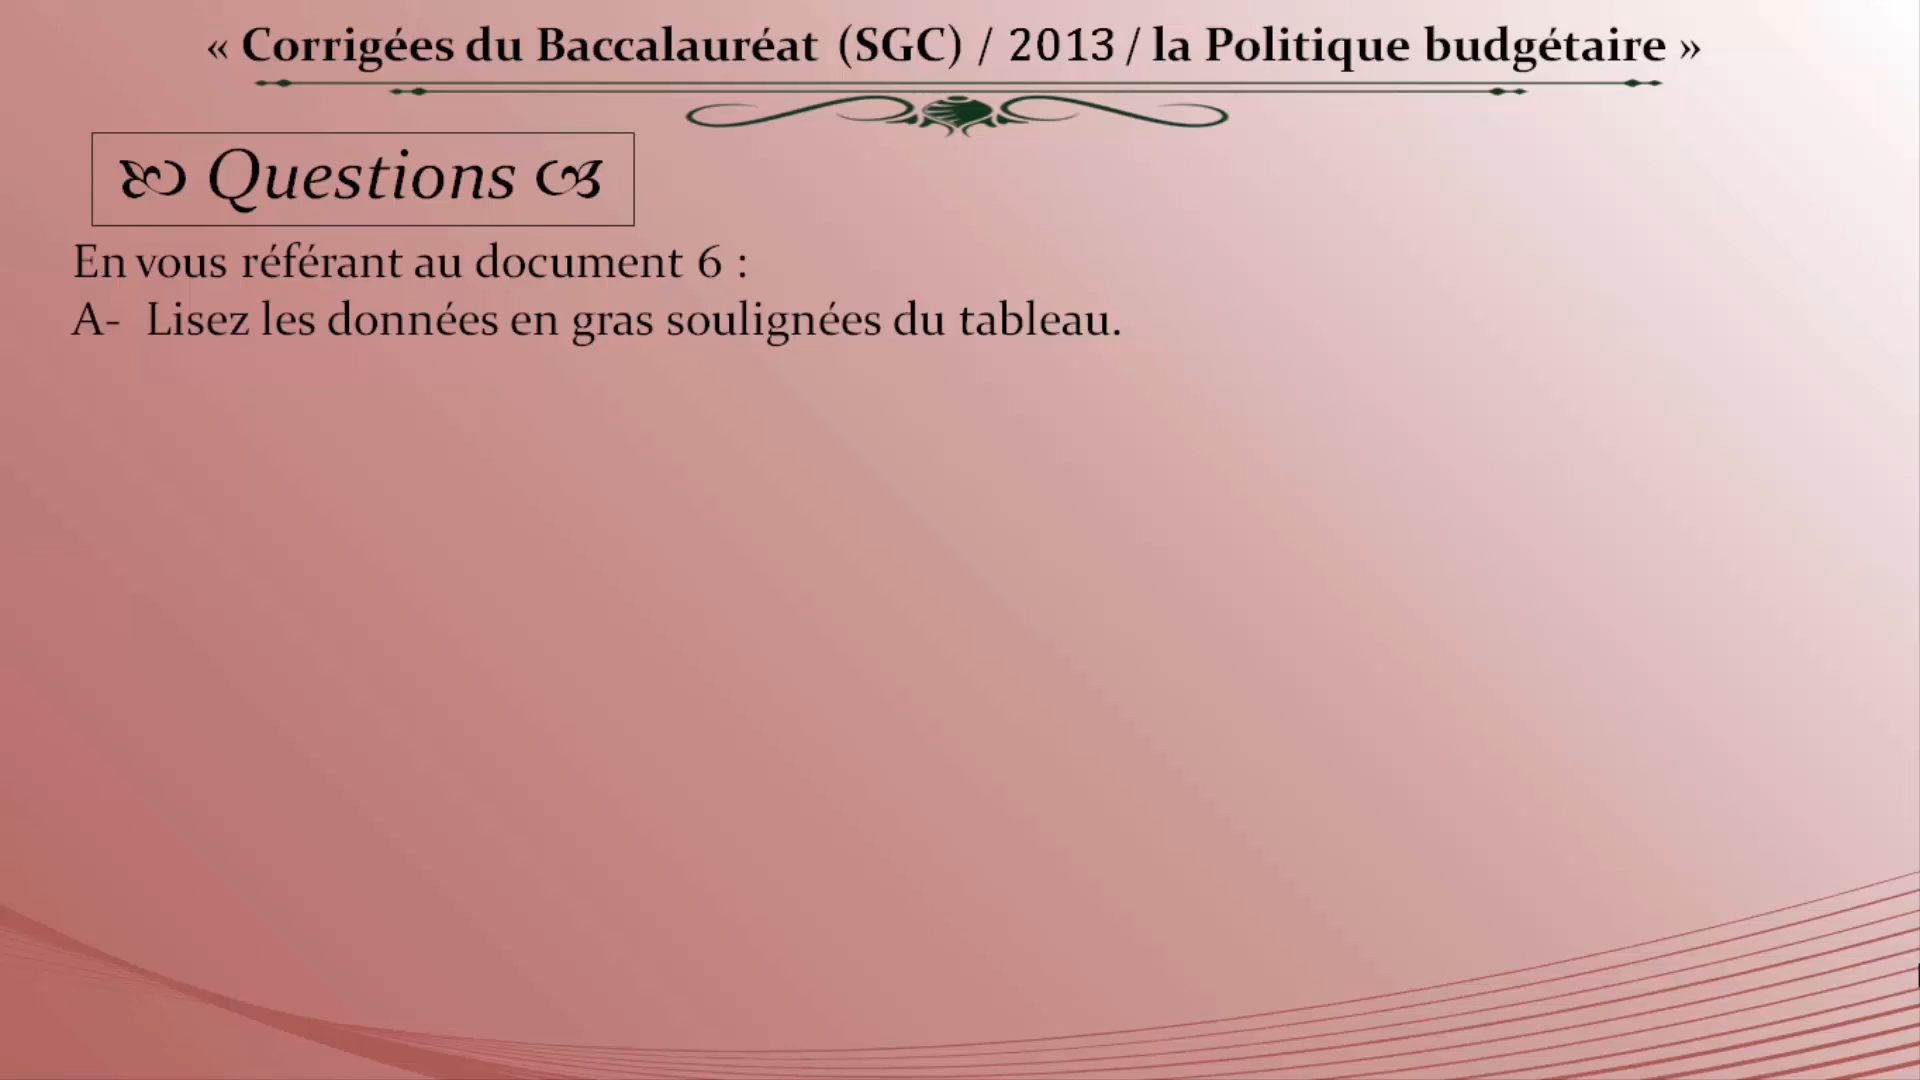 « Corrigées du Baccalauréat (SGC) / 2013 / la Politique budgétaire »
Questions
En vous référant au document 6 :
A- Lisez les données en gras soulignées du tableau.